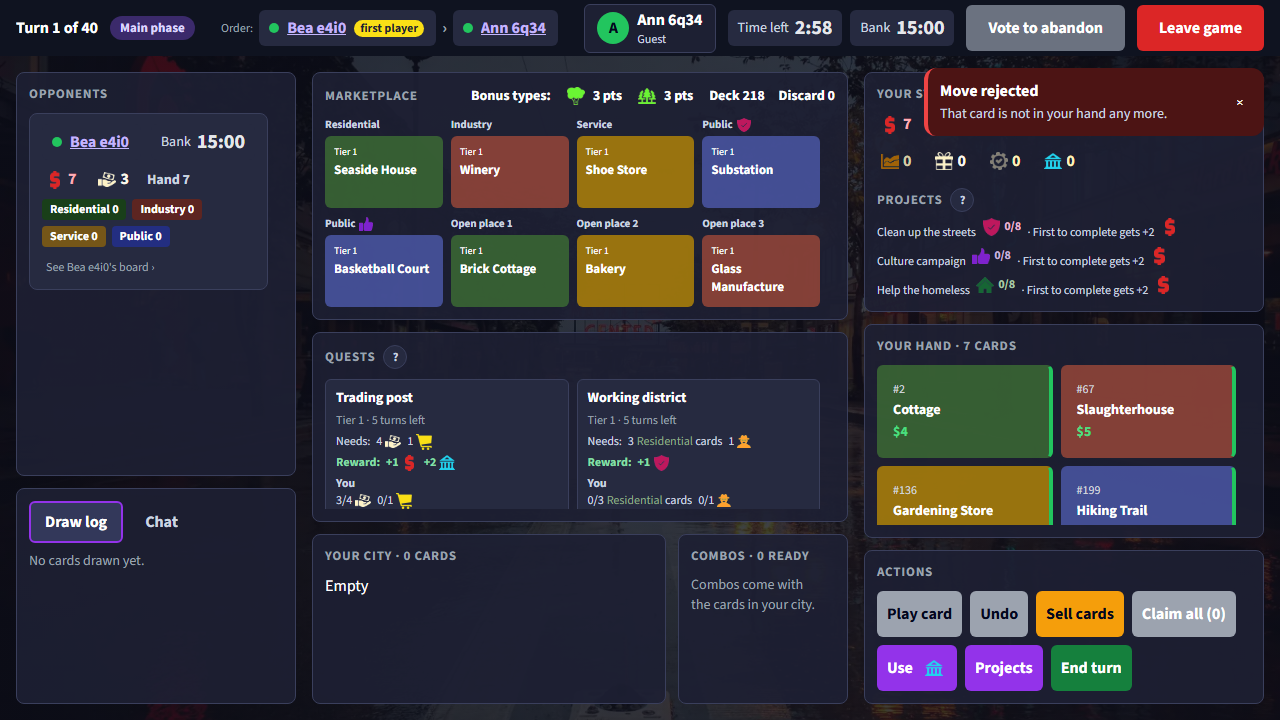 Turn 1 of 40 Main phase Order: Bea e4i0 first player › Ann 6q34 A Ann 6q34 Guest Time left 2:58 Bank 15:00 Vote to abandon Leave game
OPPONENTS
Bea e4i0 Bank 15:00
7 3 Hand 7
Residential 0 Industry 0
Service 0 Public 0
See Bea e4i0's board ›
Draw log Chat
No cards drawn yet.
MARKETPLACE Bonus types: 3 pts 3 pts Deck 218 Discard 0
Residential Industry Service Public
Tier 1 Tier 1 Tier 1 Tier 1
Seaside House Winery Shoe Store Substation
Public Open place 1 Open place 2 Open place 3
Tier 1 Tier 1 Tier 1 Tier 1
Basketball Court Brick Cottage Bakery Glass
Manufacture
QUESTS ?
Trading post
Tier 1 · 5 turns left
Needs: 4 1
Reward: +1 +2
You
3/4 0/1
Working district
Tier 1 · 5 turns left
Needs: 3 Residential cards 1
Reward: +1
You
0/3 Residential cards 0/1
YOUR CITY · 0 CARDS
Empty
COMBOS · 0 READY
Combos come with
the cards in your city.
YOUR S
Move rejected
That card is not in your hand any more.
×
7
0 0 0 0
PROJECTS ?
Clean up the streets 0/8 · First to complete gets +2
Culture campaign 0/8 · First to complete gets +2
Help the homeless 0/8 · First to complete gets +2
YOUR HAND · 7 CARDS
#2 #67
Cottage Slaughterhouse
$4 $5
#136 #199
Gardening Store Hiking Trail
ACTIONS
Play card Undo Sell cards Claim all (0)
Use Projects End turn